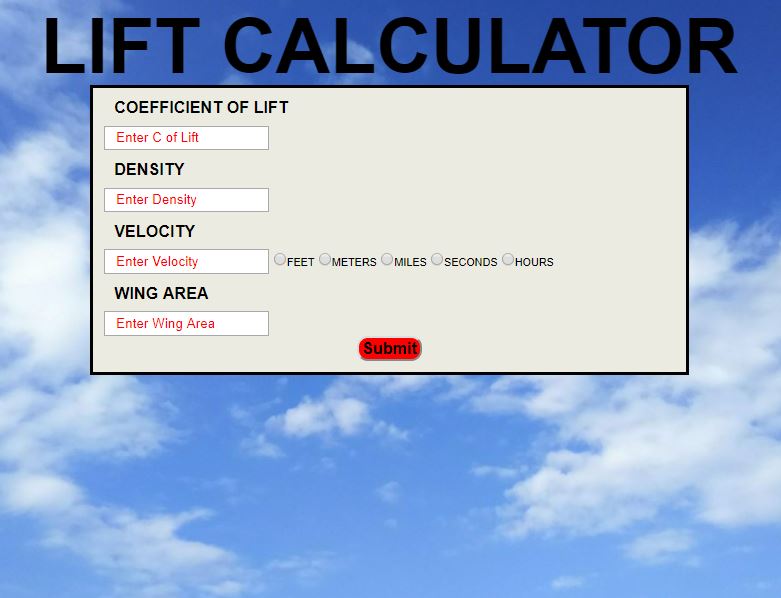 LIFT CALCULATOR
COEFFICIENT OF LIFT
Enter C of Lift
DENSITY
Enter Density
VELOCITY
Enter Velocity FEET METERS MILES SECONDS HOURS
WING AREA
Enter Wing Area
Submit